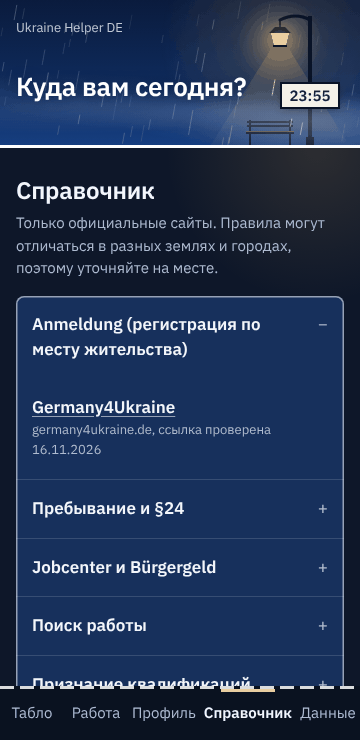 Ukraine Helper DE
Куда вам сегодня?
23:55
Справочник
Только официальные сайты. Правила могут
отличаться в разных землях и городах,
поэтому уточняйте на месте.
Anmeldung (регистрация по
месту жительства)
−
Germany4Ukraine
germany4ukraine.de, ссылка проверена
16.11.2026
Пребывание и §24
+
Jobcenter и Bürgergeld
+
Поиск работы
+
Признание квалификаций
+
Табло Работа Профиль Справочник Данные